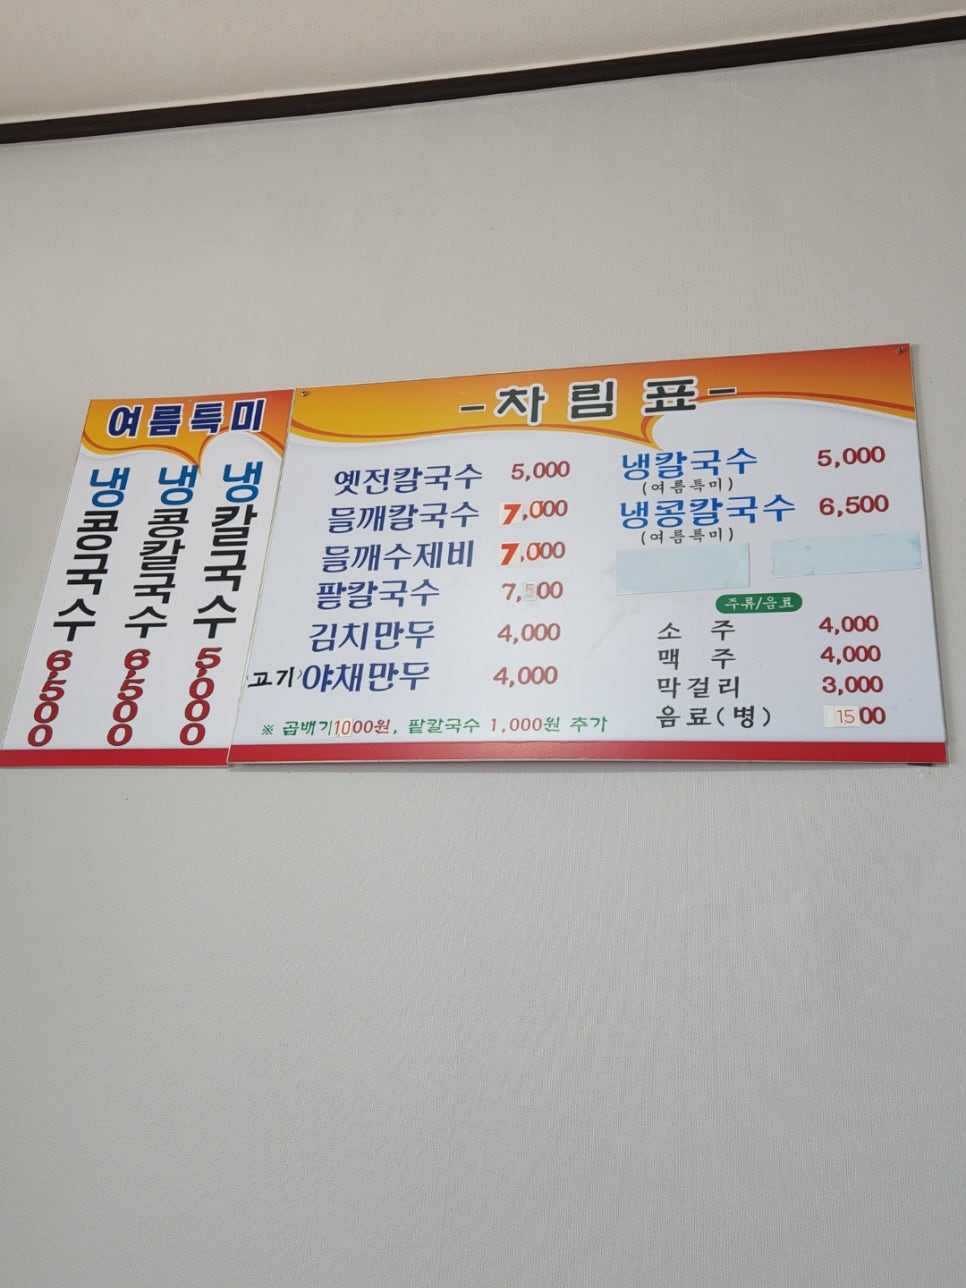 여름특미
냉콩국수 6,500
냉콩칼국수 6,500
냉칼국수 5,000
-차림표-
옛전칼국수 5,000
들깨칼국수 7,000
들깨수제비 7,000
팥칼국수 7,500
김치만두 4,000
고기야채만두 4,000
※ 곱배기1000원, 팥칼국수 1,000원 추가
냉칼국수 5,000
(여름특미)
냉콩칼국수 6,500
(여름특미)
주류/음료
소 주 4,000
맥 주 4,000
막걸리 3,000
음료(병) 1500